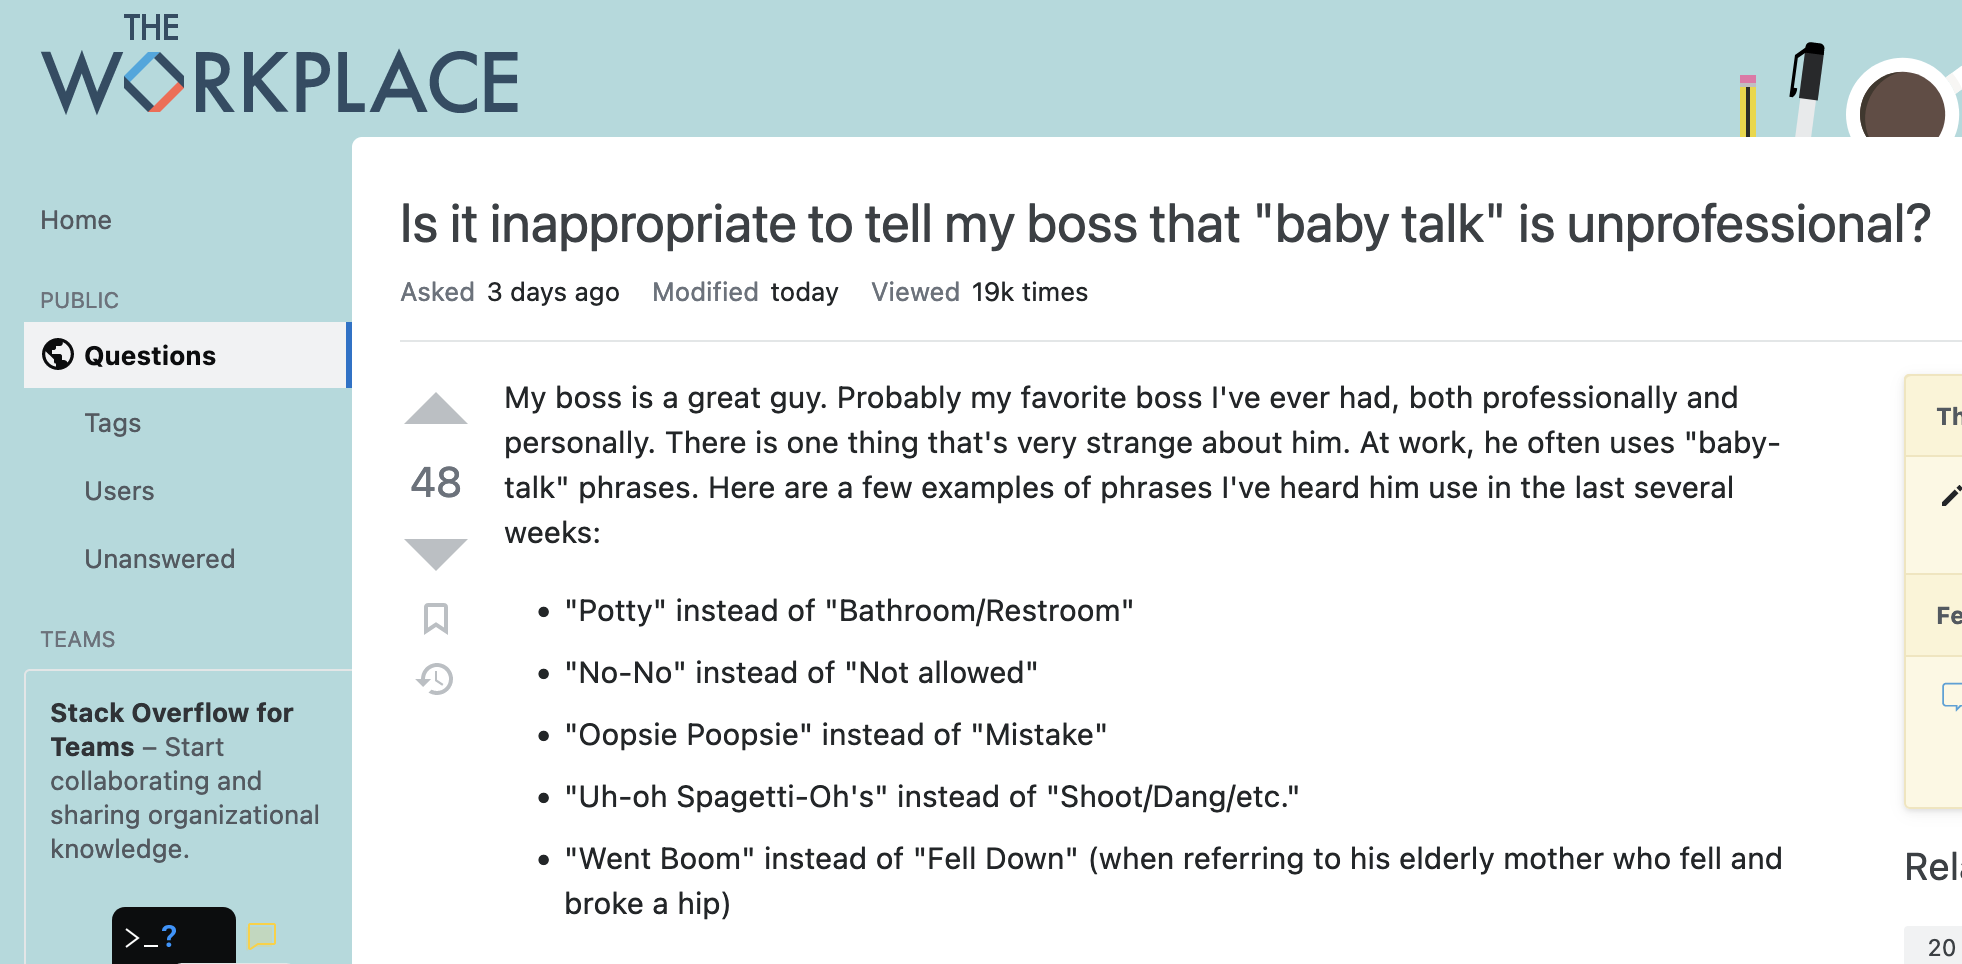 THE
WORKPLACE
Home
PUBLIC
Questions
Tags
Users
Unanswered
TEAMS
Stack Overflow for
Teams – Start
collaborating and
sharing organizational
knowledge.
>_?
Is it inappropriate to tell my boss that "baby talk" is unprofessional?
Asked 3 days ago Modified today Viewed 19k times
48
My boss is a great guy. Probably my favorite boss I've ever had, both professionally and
personally. There is one thing that's very strange about him. At work, he often uses "baby-
talk" phrases. Here are a few examples of phrases I've heard him use in the last several
weeks:
• "Potty" instead of "Bathroom/Restroom"
• "No-No" instead of "Not allowed"
• "Oopsie Poopsie" instead of "Mistake"
• "Uh-oh Spagetti-Oh's" instead of "Shoot/Dang/etc."
• "Went Boom" instead of "Fell Down" (when referring to his elderly mother who fell and
broke a hip)
20